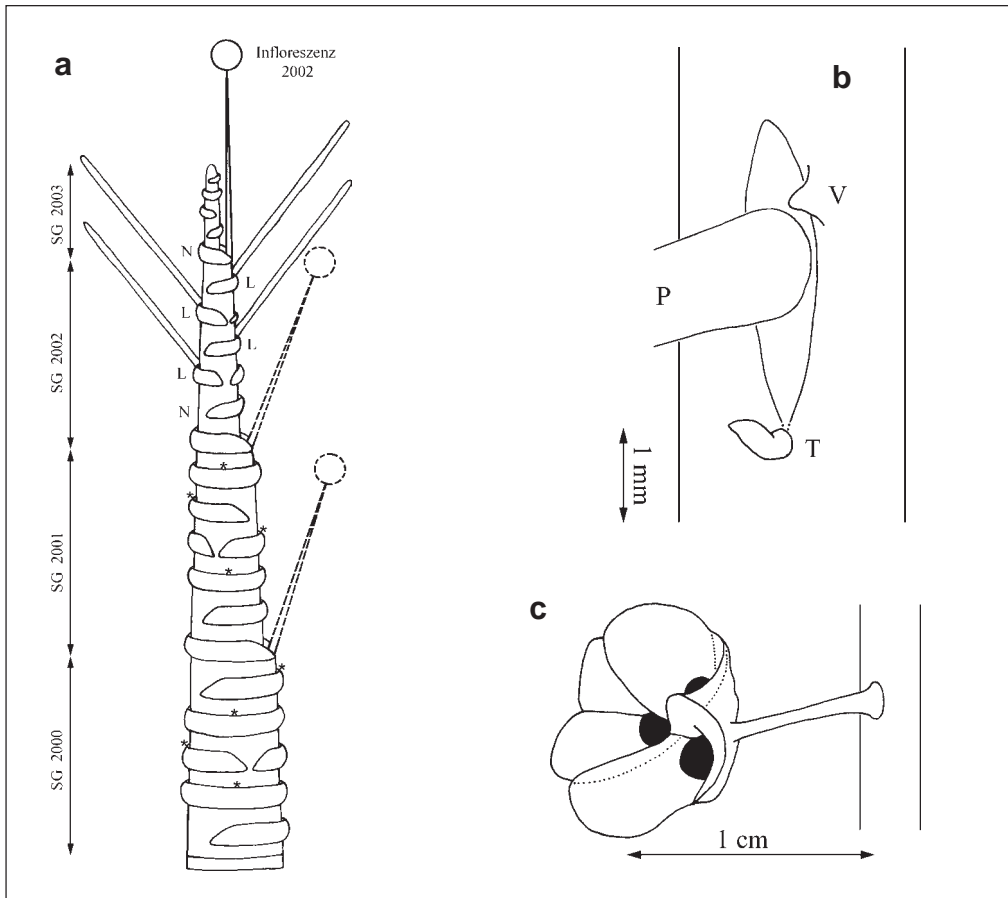 a
Infloreszenz
2002
SG 2003
SG 2002
SG 2001
SG 2000
N
L
L
L
L
N
*
*
*
*
*
*
*
*
b
V
P
T
1 mm
c
1 cm